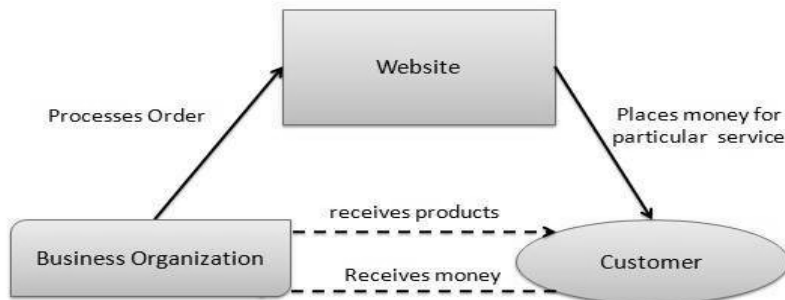 Website
Processes Order
Places money for
particular service
receives products
Business Organization
Receives money
Customer